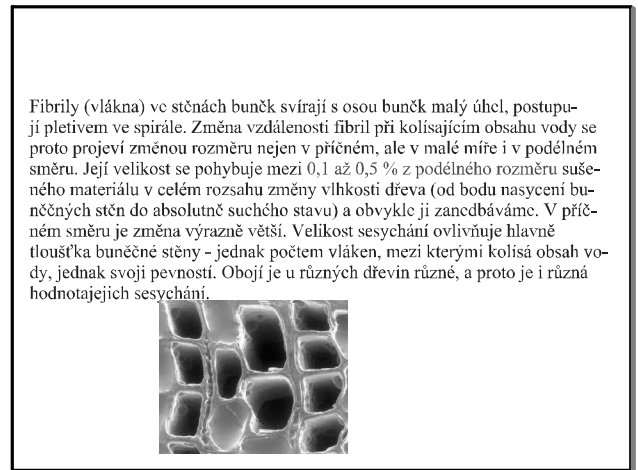 Fibrily (vlákna) ve stěnách buněk svírají s osou buněk malý úhel, postupu-
jí pletivem ve spirále. Změna vzdálenosti fibril při kolísajícím obsahu vody se
proto projeví změnou rozměru nejen v příčném, ale v malé míře i v podélném
směru. Její velikost se pohybuje mezi 0,1 až 0,5 % z podélného rozměru suše-
ného materiálu v celém rozsahu změny vlhkosti dřeva (od bodu nasycení bu-
něčných stěn do absolutně suchého stavu) a obvykle ji zanedbáváme. V příč-
ném směru je změna výrazně větší. Velikost sesychání ovlivňuje hlavně
tloušťka buněčné stěny - jednak počtem vláken, mezi kterými kolísá obsah vo-
dy, jednak svoji pevností. Obojí je u různých dřevin různé, a proto je i různá
hodnotajejich sesychání.